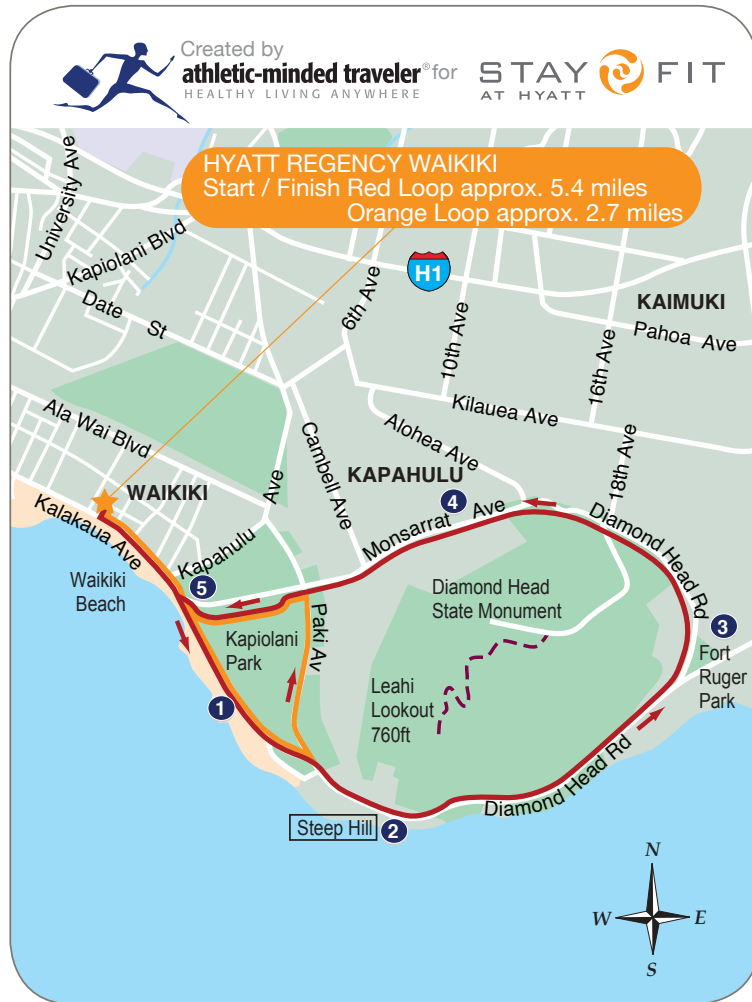 Created by
athletic-minded traveler® for
HEALTHY LIVING ANYWHERE
STAY FIT
AT HYATT
HYATT REGENCY WAIKIKI
Start / Finish Red Loop approx. 5.4 miles
Orange Loop approx. 2.7 miles
University Ave
Kapiolani Blvd
Date St
H1
6th Ave
10th Ave
16th Ave
KAIMUKI
Pahoa Ave
Kilauea Ave
Ala Wai Blvd
Cambell Ave
Alohea Ave
18th Ave
KAPAHULU
WAIKIKI
4
Kalakaua Ave
Kapahulu Ave
Monsarrat Ave
Diamond Head Rd
5
Waikiki
Beach
Diamond Head
State Monument
Paki Av
3
Kapiolani
Park
Fort
Ruger
Park
Leahi
Lookout
760ft
1
Diamond Head Rd
Steep Hill
2
N
W
E
S